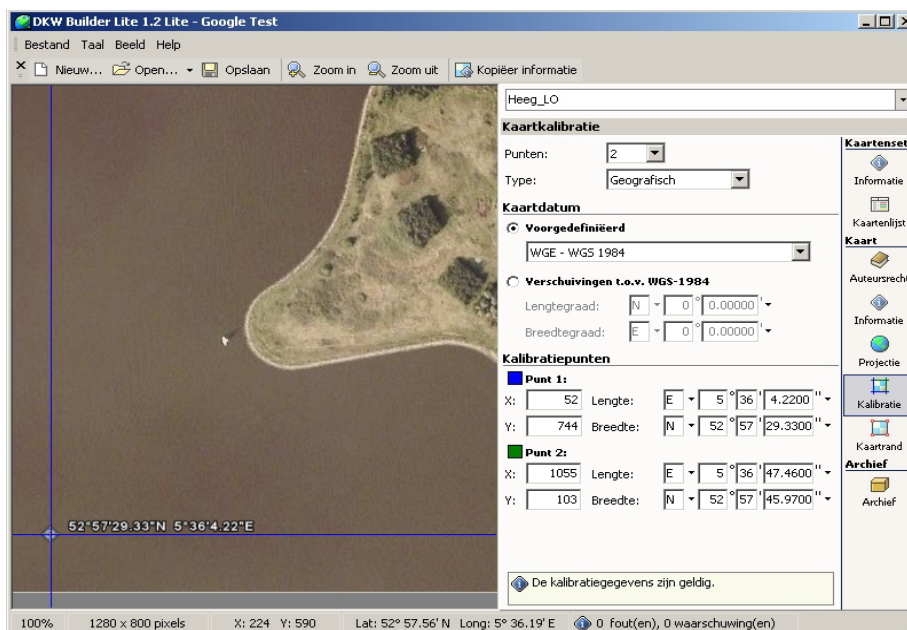 DKW Builder Lite 1.2 Lite - Google Test
Bestand Taal Beeld Help
Nieuw... Open... Opslaan Zoom in Zoom uit Kopiëer informatie
Heeg_LO
Kaartkalibratie
Punten: 2
Type: Geografisch
Kaartdatum
Voorgedefiniëerd
WGE - WGS 1984
Verschuivingen t.o.v. WGS-1984
Lengtegraad: N 0 ° 0.00000 '
Breedtegraad: E 0 ° 0.00000 '
Kalibratiepunten
Punt 1:
X: 52 Lengte: E 5 ° 36 ' 4.2200 "
Y: 744 Breedte: N 52 ° 57 ' 29.3300 "
Punt 2:
X: 1055 Lengte: E 5 ° 36 ' 47.4600 "
Y: 103 Breedte: N 52 ° 57 ' 45.9700 "
De kalibratiegegevens zijn geldig.
Kaartenset
Informatie
Kaartenlijst
Kaart
Auteursrecht
Informatie
Projectie
Kalibratie
Kaartrand
Archief
Archief
52°57'29.33"N 5°36'4.22"E
100% 1280 x 800 pixels X: 224 Y: 590 Lat: 52° 57.56' N Long: 5° 36.19' E 0 fout(en), 0 waarschuwing(en)